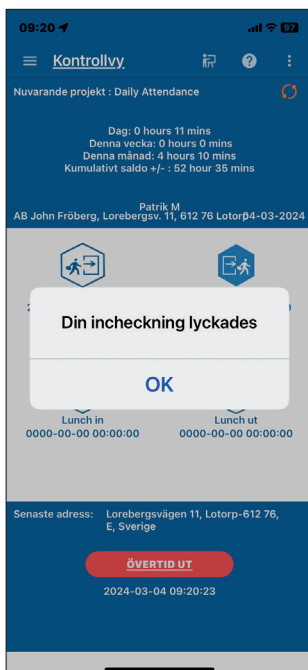 09:20
97
Kontrollvy
Nuvarande projekt : Daily Attendance
Dag: 0 hours 11 mins
Denna vecka: 0 hours 0 mins
Denna månad: 4 hours 10 mins
Kumulativt saldo +/- : 52 hour 35
mins
Patrik M
AB John Fröberg, Lorebergsv. 11, 612 76 Lotorp
04-03-2024
Din incheckning lyckades
OK
Lunch in
Lunch ut
0000-00-00 00:00:00
0000-00-00 00:00:00
Senaste adress: Lorebergsvägen 11, Lotorp-612 76,
E, Sverige
ÖVERTID UT
2024-03-04 09:20:23